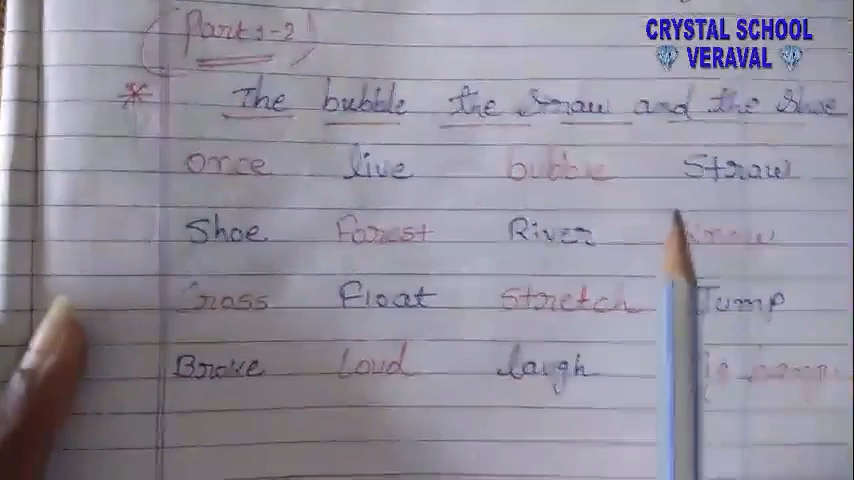 CRYSTAL SCHOOL
VERAVAL
Part 1-2
* The bubble the Straw and the Shoe
once live bubble Straw
Shoe Forest River
Float Stretch Jump
Brave Loud laugh